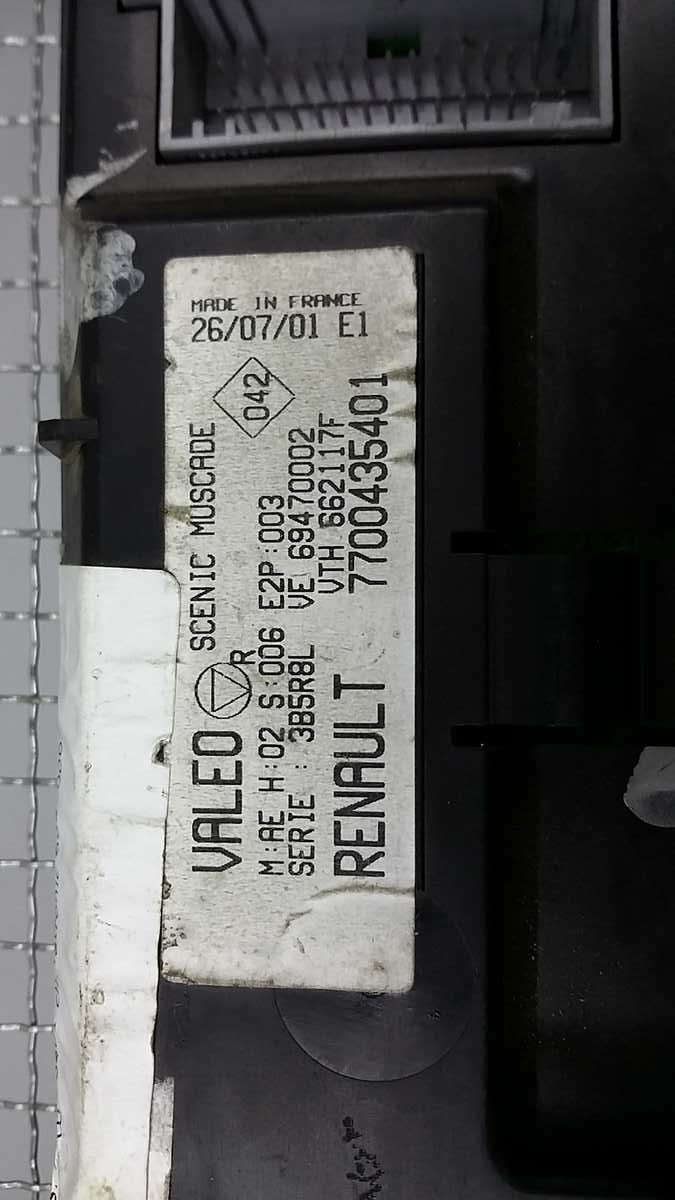 MADE IN FRANCE
26/07/01 E1
VALEO R SCENIC MUSCADE
042
M:AE H:02 S:006 E2P:003
SERIE : 3B5R8L VE 69470002
VTH 662117F
RENAULT 7700435401